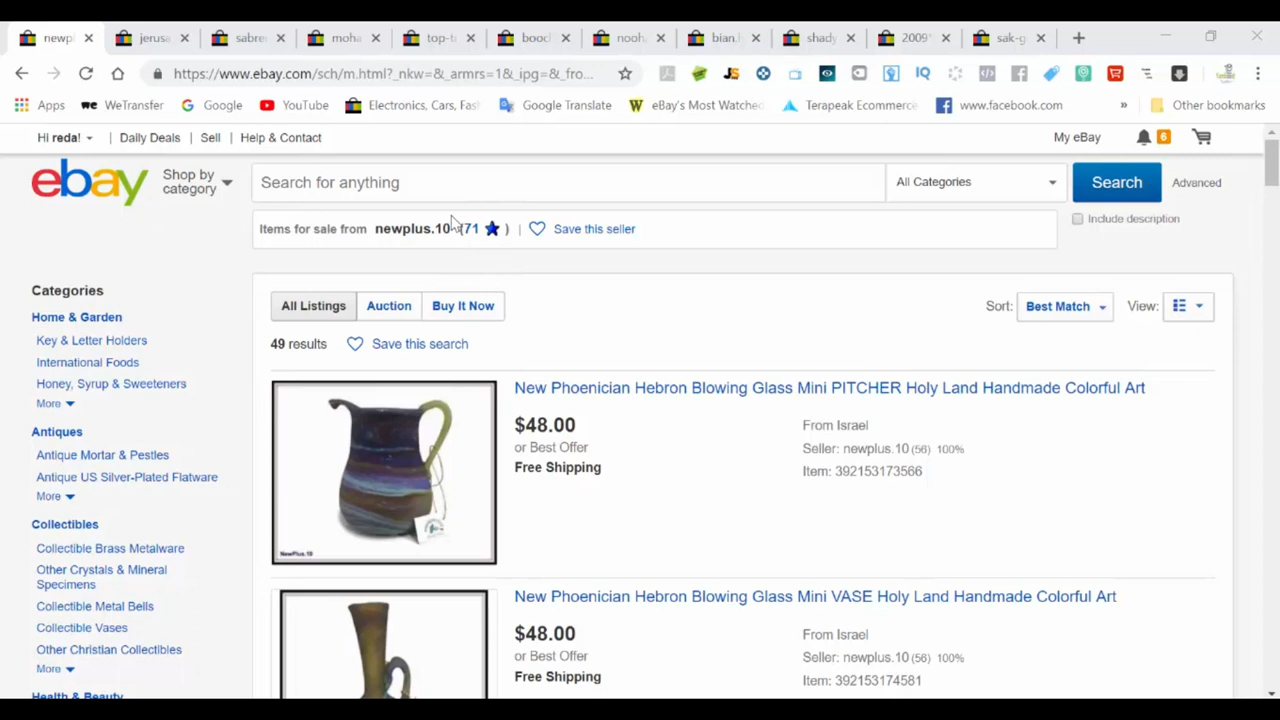 newpl
jerusa
sabrer
moha
top-tu
booc
nooh
bian.h
shady
2009*
sak-g
https://www.ebay.com/sch/m.html?_nkw=&_armrs=1&_ipg=&_fro...
Apps
WeTransfer
Google
YouTube
Electronics, Cars, Fas
Google Translate
eBay's Most Watched
Terapeak Ecommerce
www.facebook.com
»
Other bookmarks
Hi reda!
Daily Deals
Sell
Help & Contact
My eBay
6
ebay
Shop by
category
Search for anything
All Categories
Search
Advanced
Items for sale from newplus.10 (71 ) | Save this seller
Include description
Categories
Home & Garden
Key & Letter Holders
International Foods
Honey, Syrup & Sweeteners
More
Antiques
Antique Mortar & Pestles
Antique US Silver-Plated Flatware
More
Collectibles
Collectible Brass Metalware
Other Crystals & Mineral
Specimens
Collectible Metal Bells
Collectible Vases
Other Christian Collectibles
More
Health & Beauty
All Listings
Auction
Buy It Now
Sort: Best Match
View:
49 results
Save this search
New Phoenician Hebron Blowing Glass Mini PITCHER Holy Land Handmade Colorful Art
$48.00
or Best Offer
Free Shipping
From Israel
Seller: newplus.10 (56) 100%
Item: 392153173566
NewPlus.10
New Phoenician Hebron Blowing Glass Mini VASE Holy Land Handmade Colorful Art
$48.00
or Best Offer
Free Shipping
From Israel
Seller: newplus.10 (56) 100%
Item: 392153174581